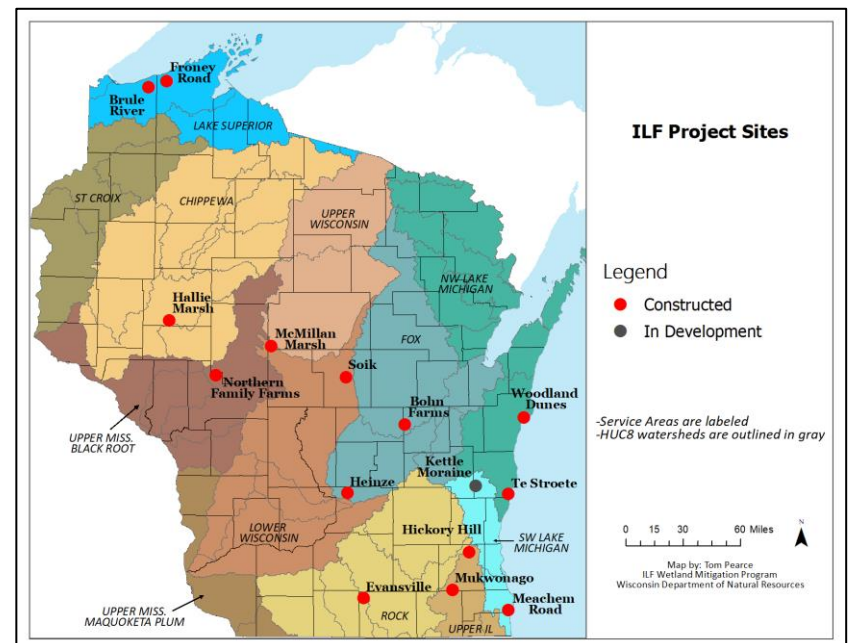 Froney
Road
Brule
River
LAKE SUPERIOR
ST CROIX
CHIPPEWA
UPPER
WISCONSIN
NW LAKE
MICHIGAN
Hallie
Marsh
McMillan
Marsh
FOX
Soik
Northern
Family Farms
Bohn
Farms
Woodland
Dunes
UPPER MISS.
BLACK ROOT
Kettle
Moraine
Heinze
Te Stroete
LOWER
WISCONSIN
Hickory Hill
SW LAKE
MICHIGAN
Evansville
Mukwonago
Meachem
Road
UPPER MISS.
MAQUOKETA PLUM
ROCK
UPPER IL
ILF Project Sites
Legend
Constructed
In Development
-Service Areas are labeled
-HUC8 watersheds are outlined in gray
0 15 30 60 Miles
N
Map by: Tom Pearce
ILF Wetland Mitigation Program
Wisconsin Department of Natural Resources